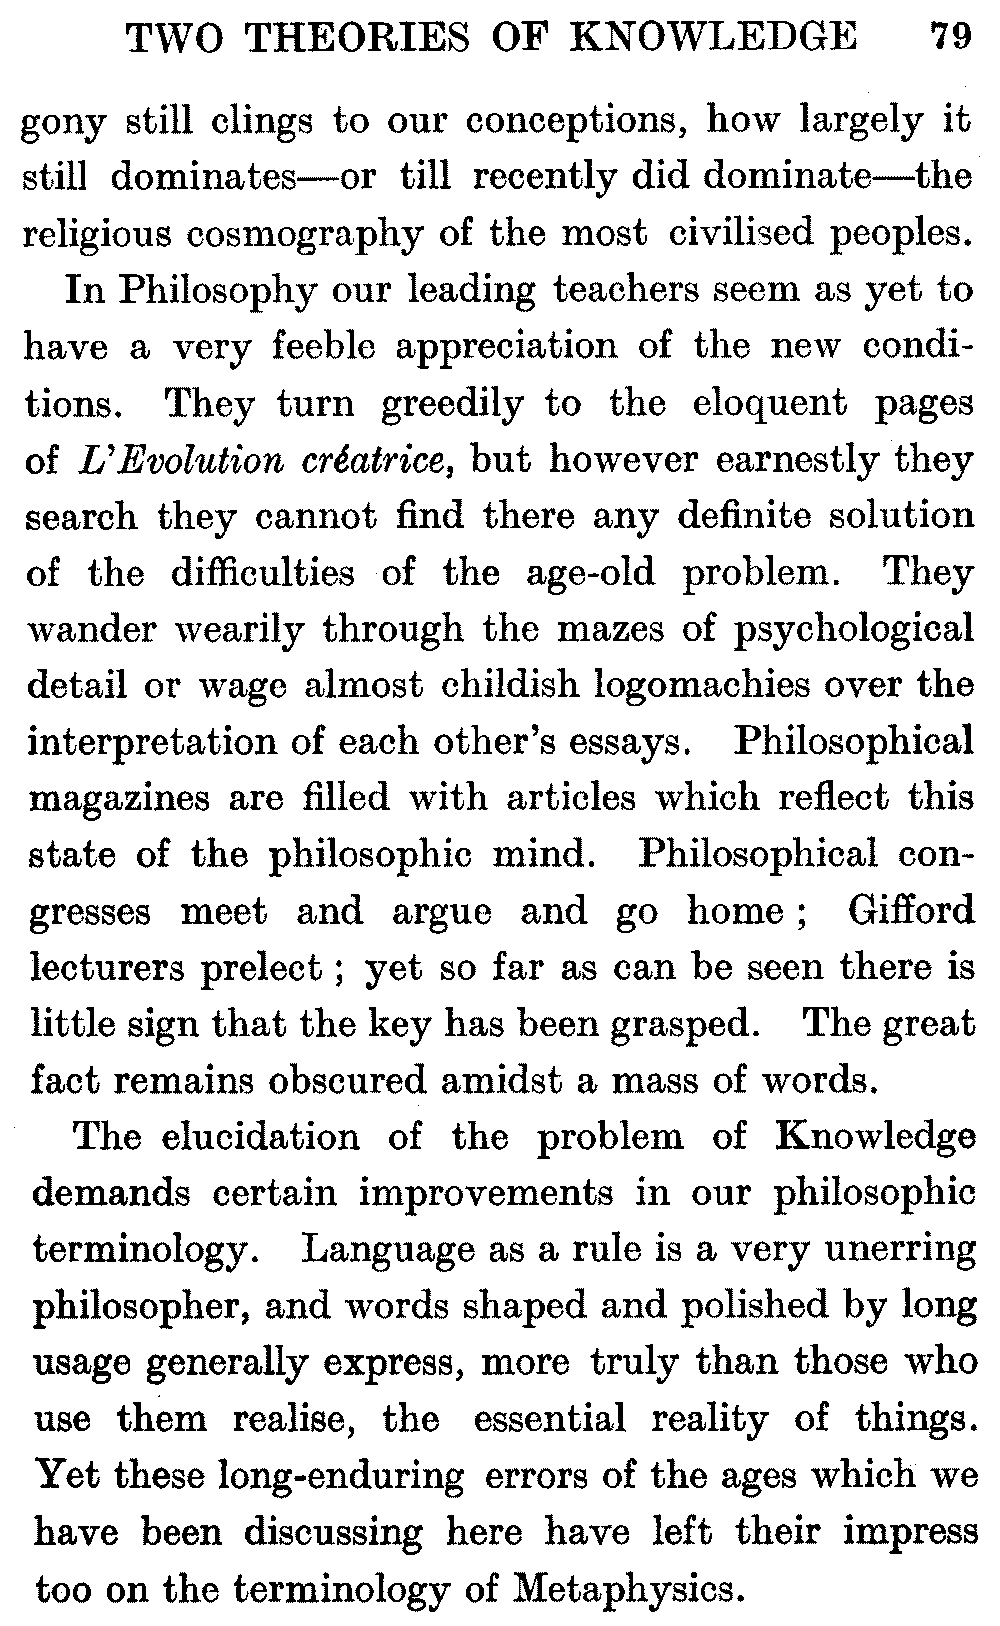 TWO THEORIES OF KNOWLEDGE 79
gony still clings to our conceptions, how largely it
still dominates—or till recently did dominate—the
religious cosmography of the most civilised peoples.
In Philosophy our leading teachers seem as yet to
have a very feeble appreciation of the new condi-
tions. They turn greedily to the eloquent pages
of L'Evolution créatrice, but however earnestly they
search they cannot find there any definite solution
of the difficulties of the age-old problem. They
wander wearily through the mazes of psychological
detail or wage almost childish logomachies over the
interpretation of each other's essays. Philosophical
magazines are filled with articles which reflect this
state of the philosophic mind. Philosophical con-
gresses meet and argue and go home ; Gifford
lecturers prelect ; yet so far as can be seen there is
little sign that the key has been grasped. The great
fact remains obscured amidst a mass of words.
The elucidation of the problem of Knowledge
demands certain improvements in our philosophic
terminology. Language as a rule is a very unerring
philosopher, and words shaped and polished by long
usage generally express, more truly than those who
use them realise, the essential reality of things.
Yet these long-enduring errors of the ages which we
have been discussing here have left their impress
too on the terminology of Metaphysics.